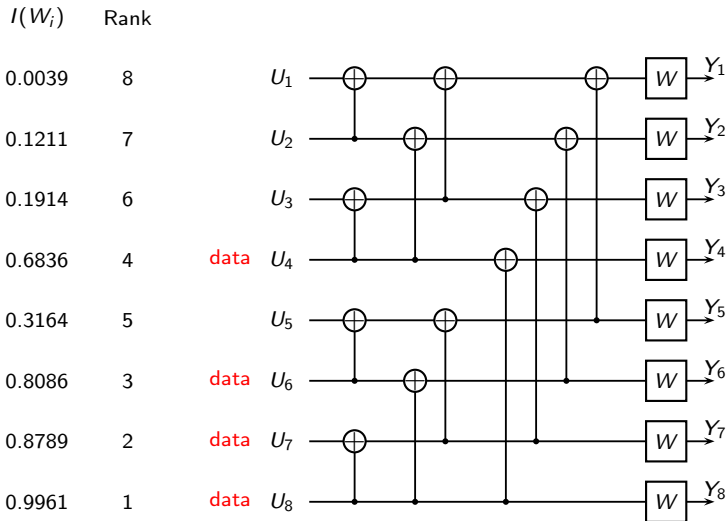 I(W_i) Rank
0.0039 8 U_1 W Y_1
0.1211 7 U_2 W Y_2
0.1914 6 U_3 W Y_3
0.6836 4 data U_4 W Y_4
0.3164 5 U_5 W Y_5
0.8086 3 data U_6 W Y_6
0.8789 2 data U_7 W Y_7
0.9961 1 data U_8 W Y_8